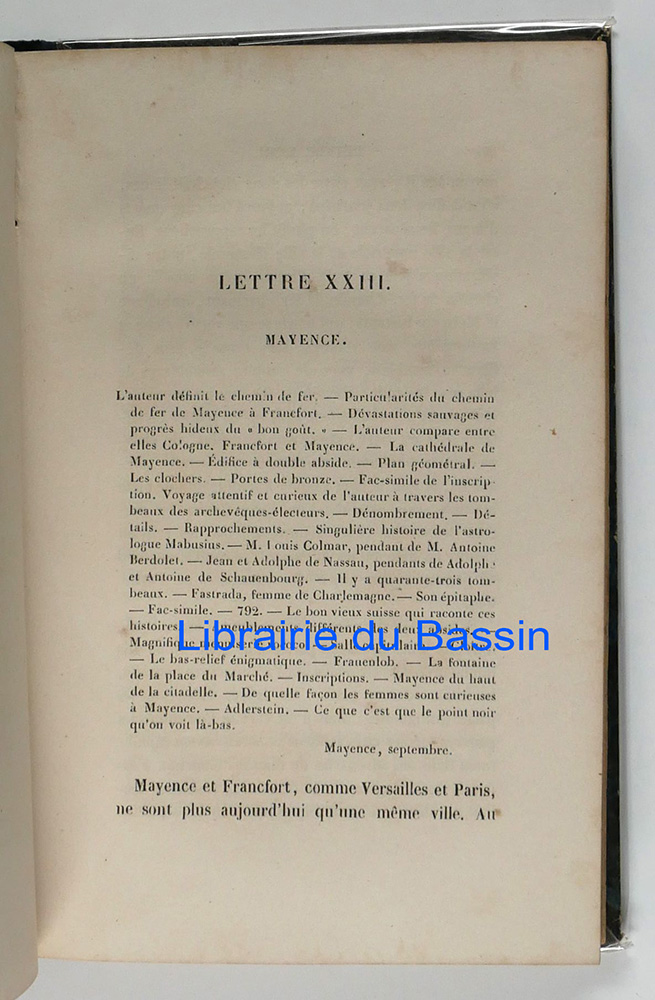 LETTRE XXIII.
MAYENCE.
L'auteur définit le chemin de fer. — Particularités du chemin
de fer de Mayence à Francfort. — Dévastations sauvages et
progrès hideux du « bon goût. » — L'auteur compare entre
elles Cologne, Francfort et Mayence. — La cathédrale de
Mayence. — Édifice à double abside. — Plan géométral. —
Les clochers. — Portes de bronze. — Fac-simile de l'inscrip-
tion. Voyage attentif et curieux de l'auteur à travers les tom-
beaux des archevêques-électeurs. — Dénombrement. — Dé-
tails. — Rapprochements. — Singulière histoire de l'astro-
logue Mabusius. — M. Louis Colmar, pendant de M. Antoine
Berdolet. — Jean et Adolphe de Nassau, pendants de Adolphe
et Antoine de Schauenbourg. — Il y a quarante-trois tom-
beaux. — Fastrada, femme de Charlemagne. — Son épitaphe.
— Fac-simile. — 792. — Le bon vieux suisse qui raconte ces
histoires. — Ameublements différents des deux absides. —
Magnifique menuiserie rococo. —
— Le bas-relief énigmatique. — Frauenlob. — La fontaine
de la place du Marché. — Inscriptions. — Mayence du haut
de la citadelle. — De quelle façon les femmes sont curieuses
à Mayence. — Adlerstein. — Ce que c'est que le point noir
qu'on voit là-bas.
Mayence, septembre.
Mayence et Francfort, comme Versailles et Paris,
ne sont plus aujourd'hui qu'une même ville. Au
Librairie du Bassin